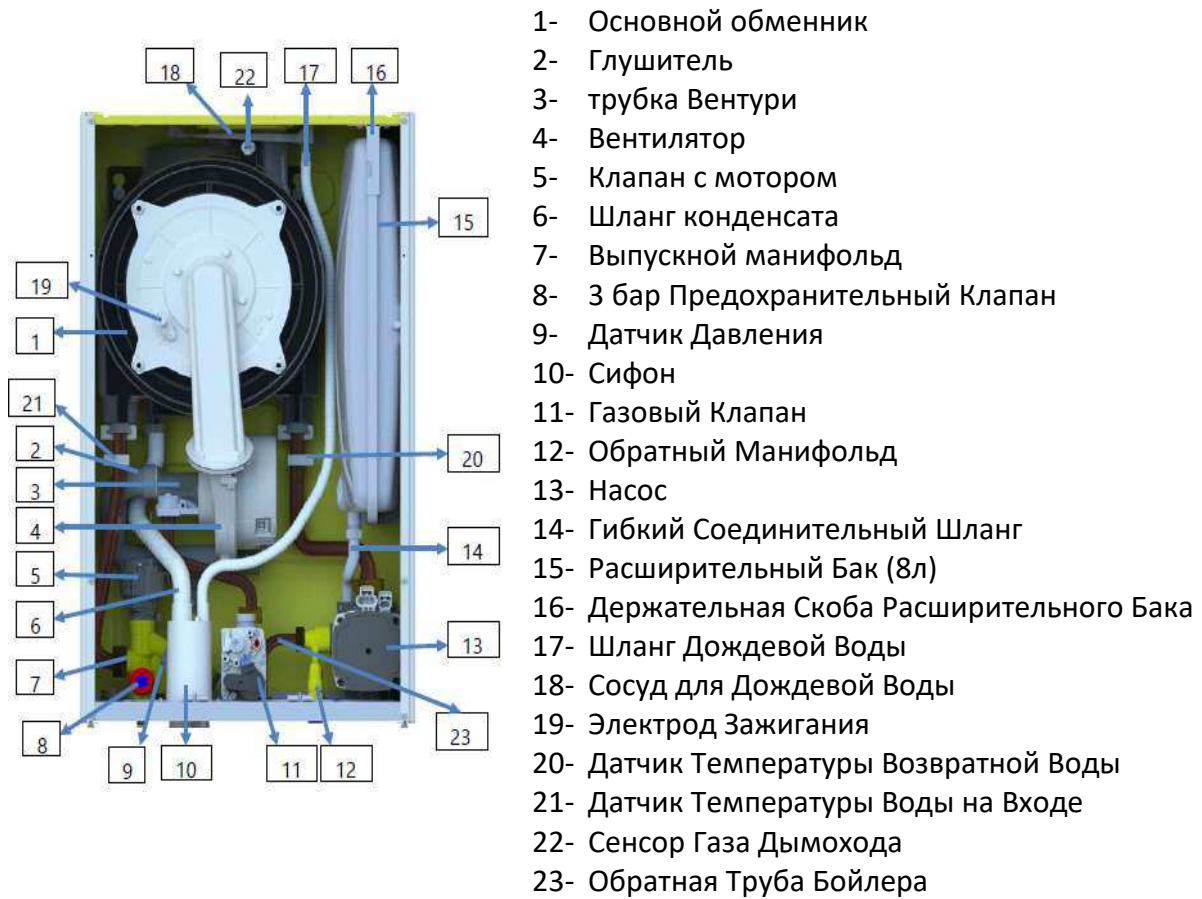 18
22
17
16
15
19
1
21
2
20
3
4
14
5
6
13
7
8
23
9
10
11
12
1- Основной обменник
2- Глушитель
3- трубка Вентури
4- Вентилятор
5- Клапан с мотором
6- Шланг конденсата
7- Выпускной манифольд
8- 3 бар Предохранительный Клапан
9- Датчик Давления
10- Сифон
11- Газовый Клапан
12- Обратный Манифольд
13- Насос
14- Гибкий Соединительный Шланг
15- Расширительный Бак (8л)
16- Держательная Скоба Расширительного Бака
17- Шланг Дождевой Воды
18- Сосуд для Дождевой Воды
19- Электрод Зажигания
20- Датчик Температуры Возвратной Воды
21- Датчик Температуры Воды на Входе
22- Сенсор Газа Дымохода
23- Обратная Труба Бойлера